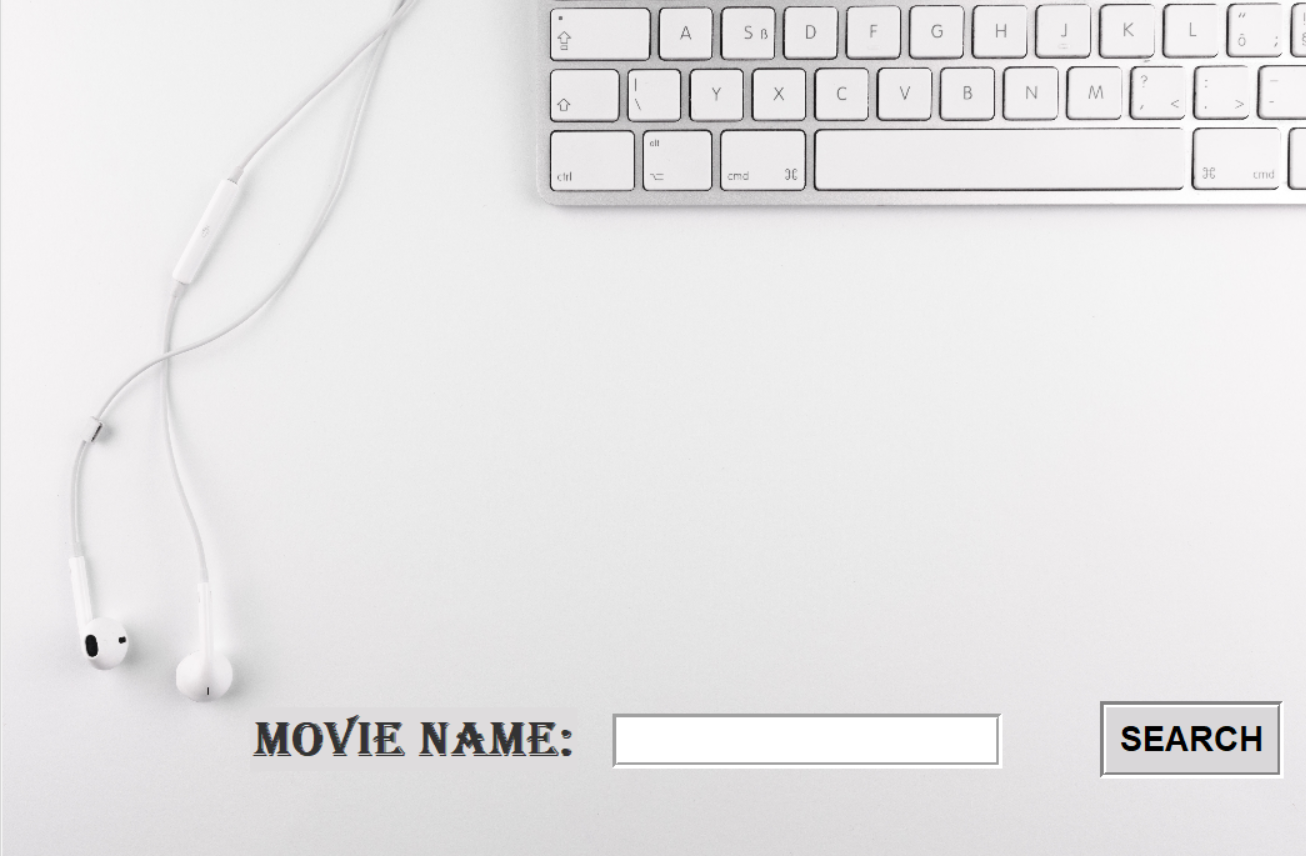 A S ß D F G H J K L " ö ;
| \ Y X C V B N M ? , < : . > - -
ctrl alt cmd ⌘ ⌘ cmd
MOVIE NAME:
SEARCH